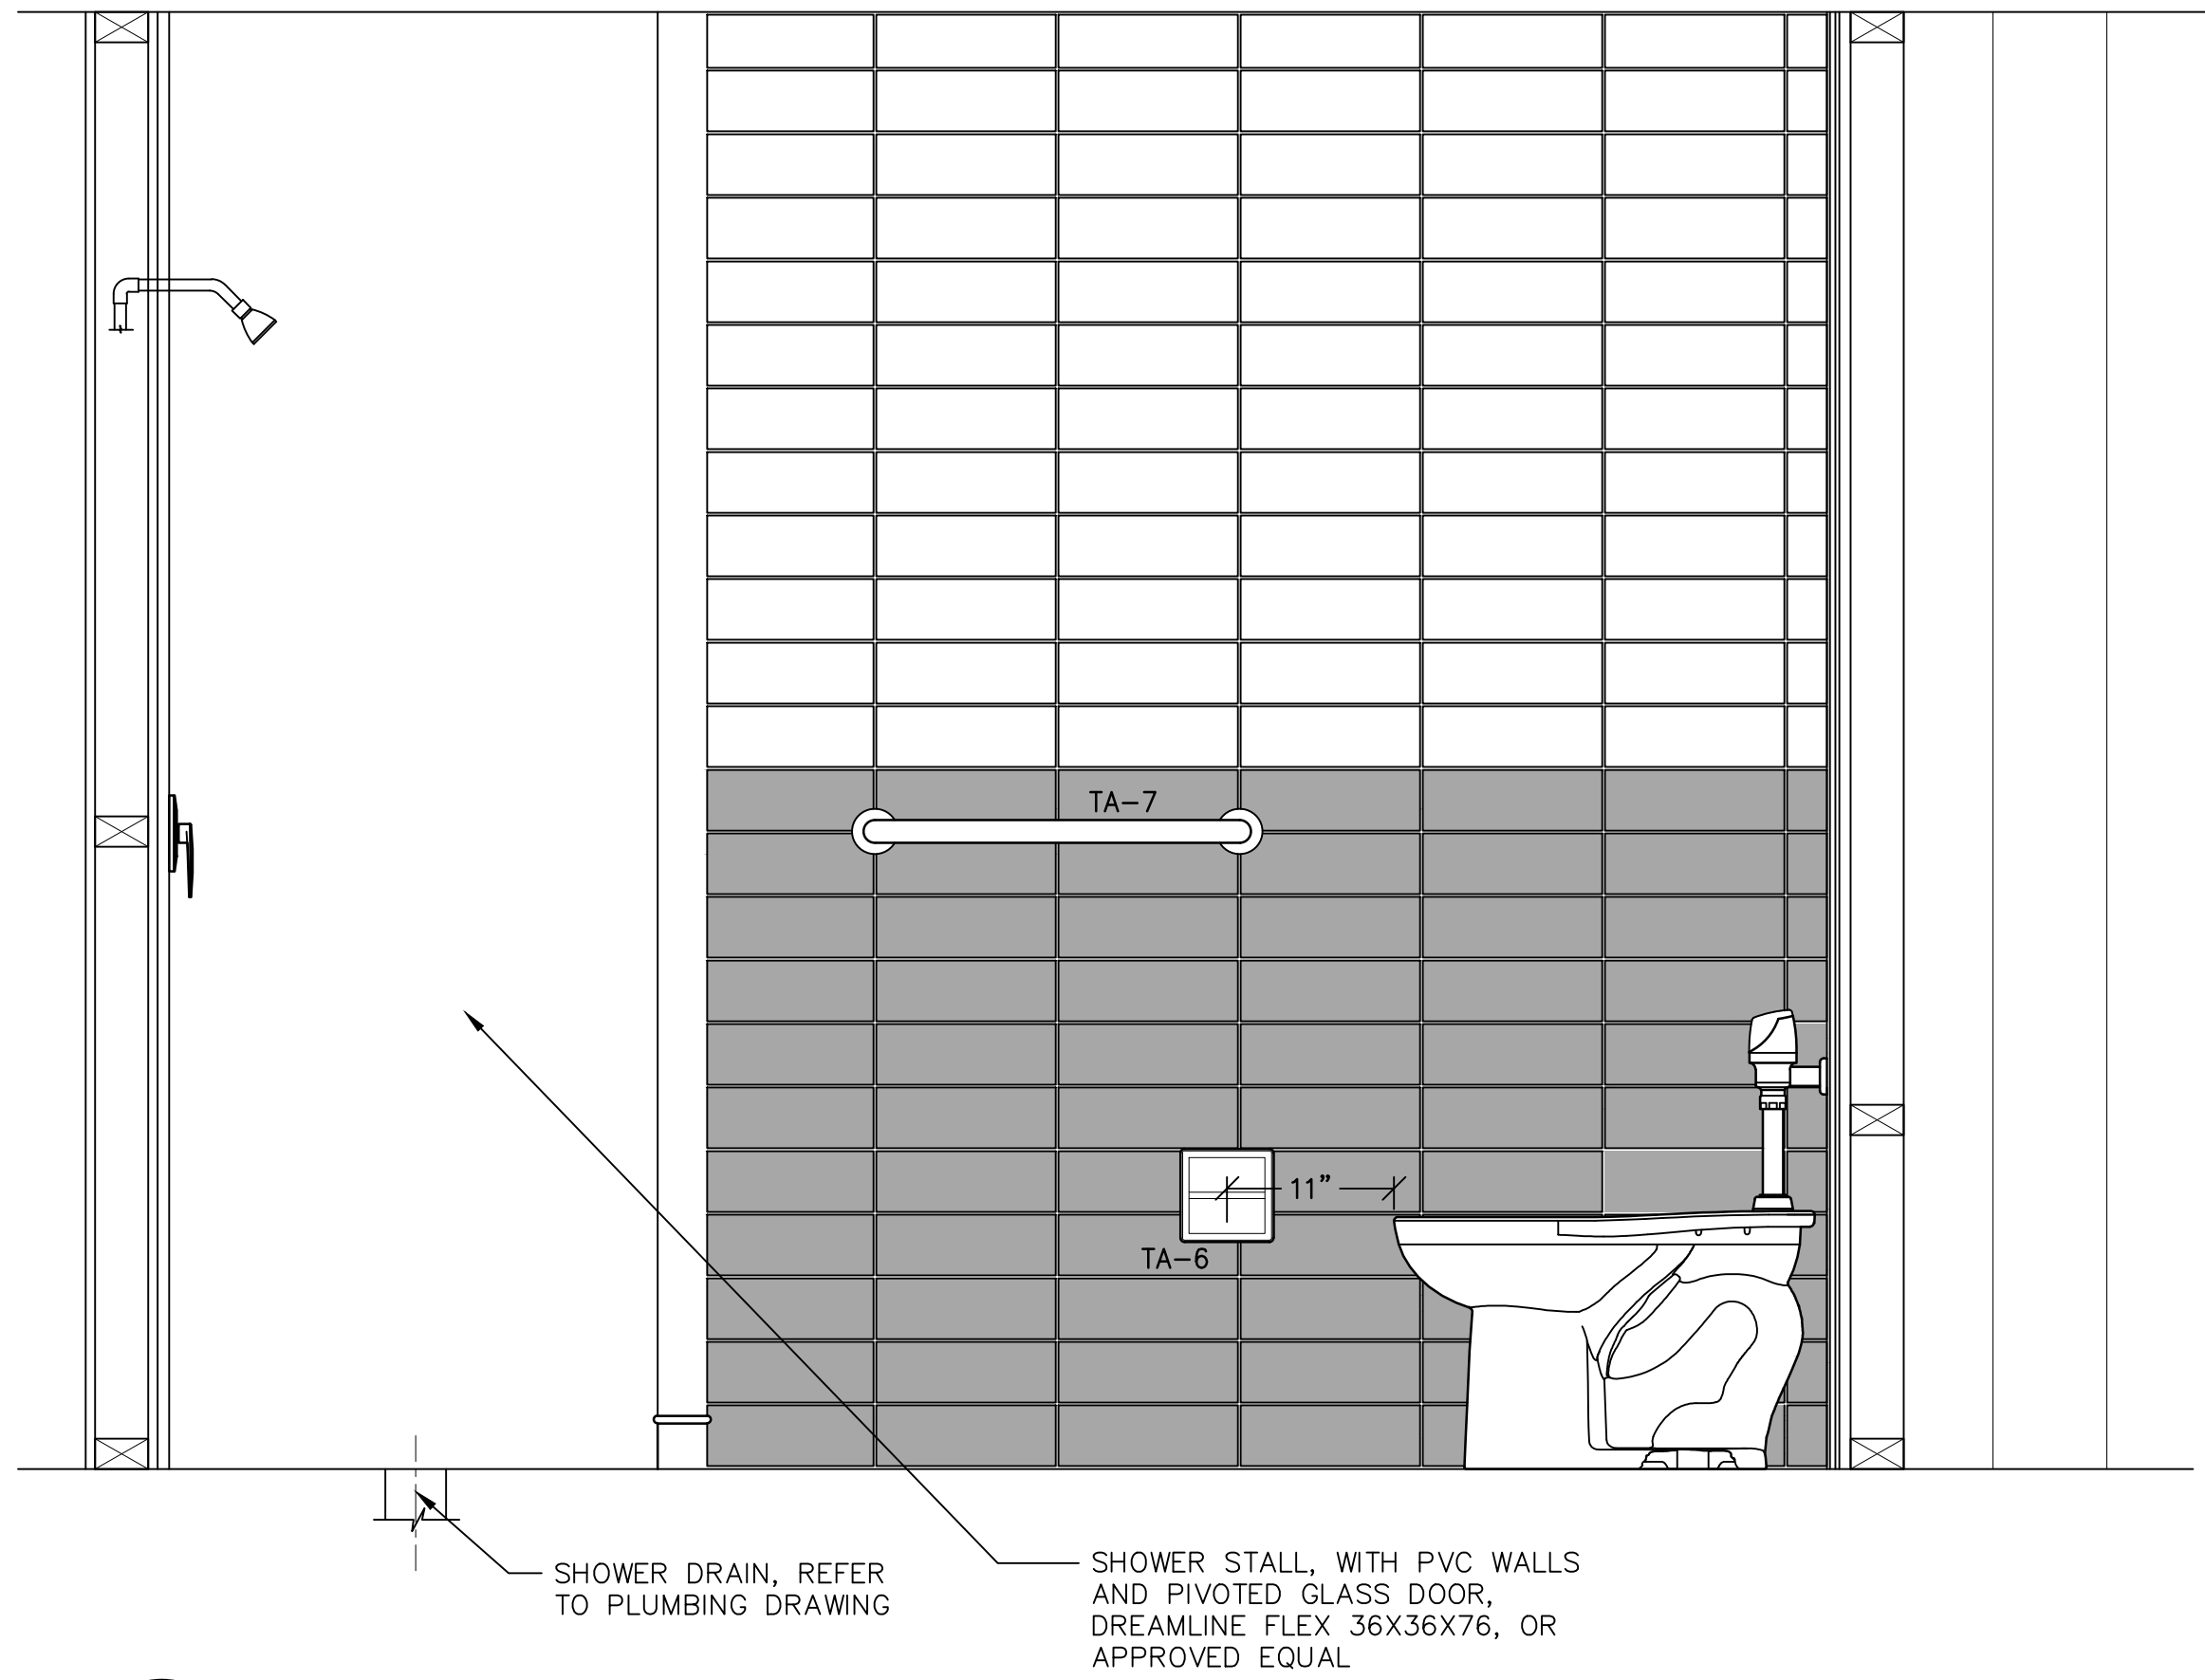 TA-7
11"
TA-6
SHOWER DRAIN, REFER
TO PLUMBING DRAWING
SHOWER STALL, WITH PVC WALLS
AND PIVOTED GLASS DOOR,
DREAMLINE FLEX 36X36X76, OR
APPROVED EQUAL